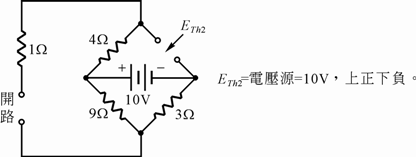 E_Th2
4Ω
1Ω
+ −
10V
開路
9Ω
3Ω
E_Th2=電壓源=10V，上正下負。